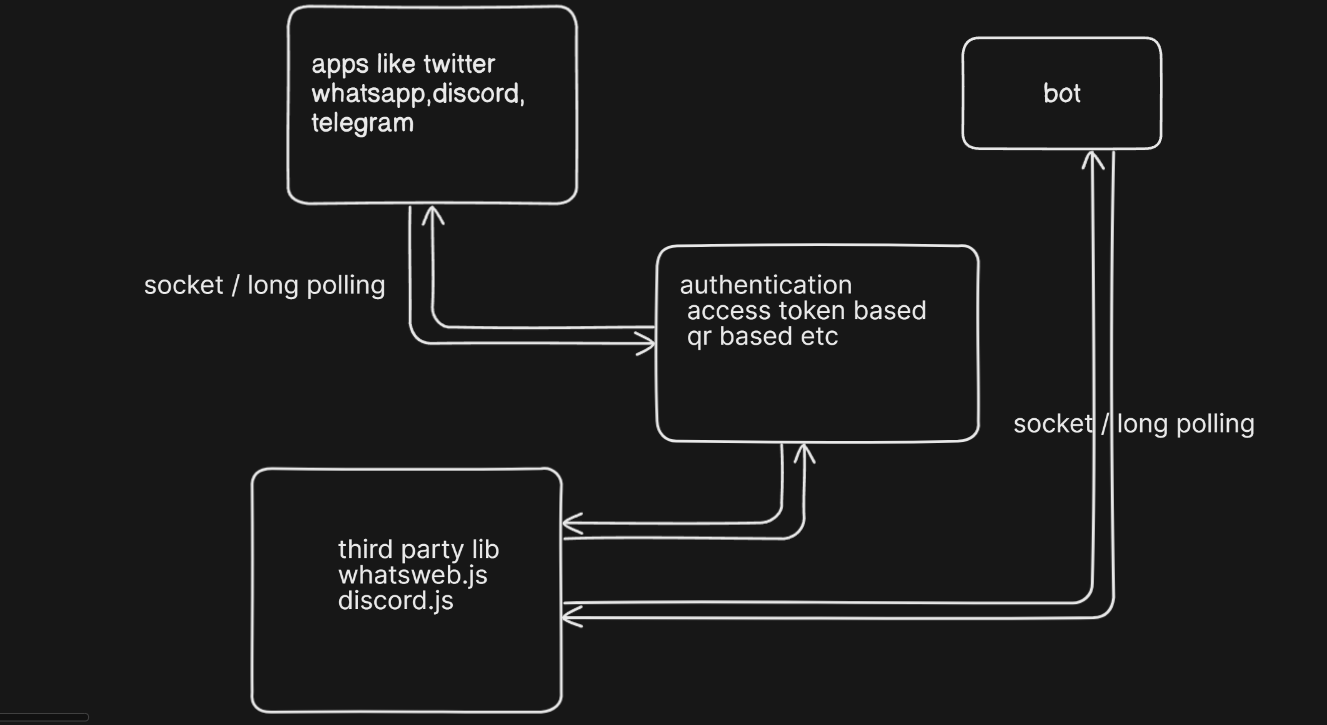 apps like twitter
whatsapp,discord,
telegram
bot
socket / long polling
authentication
access token based
qr based etc
socket / long polling
third party lib
whatsweb.js
discord.js